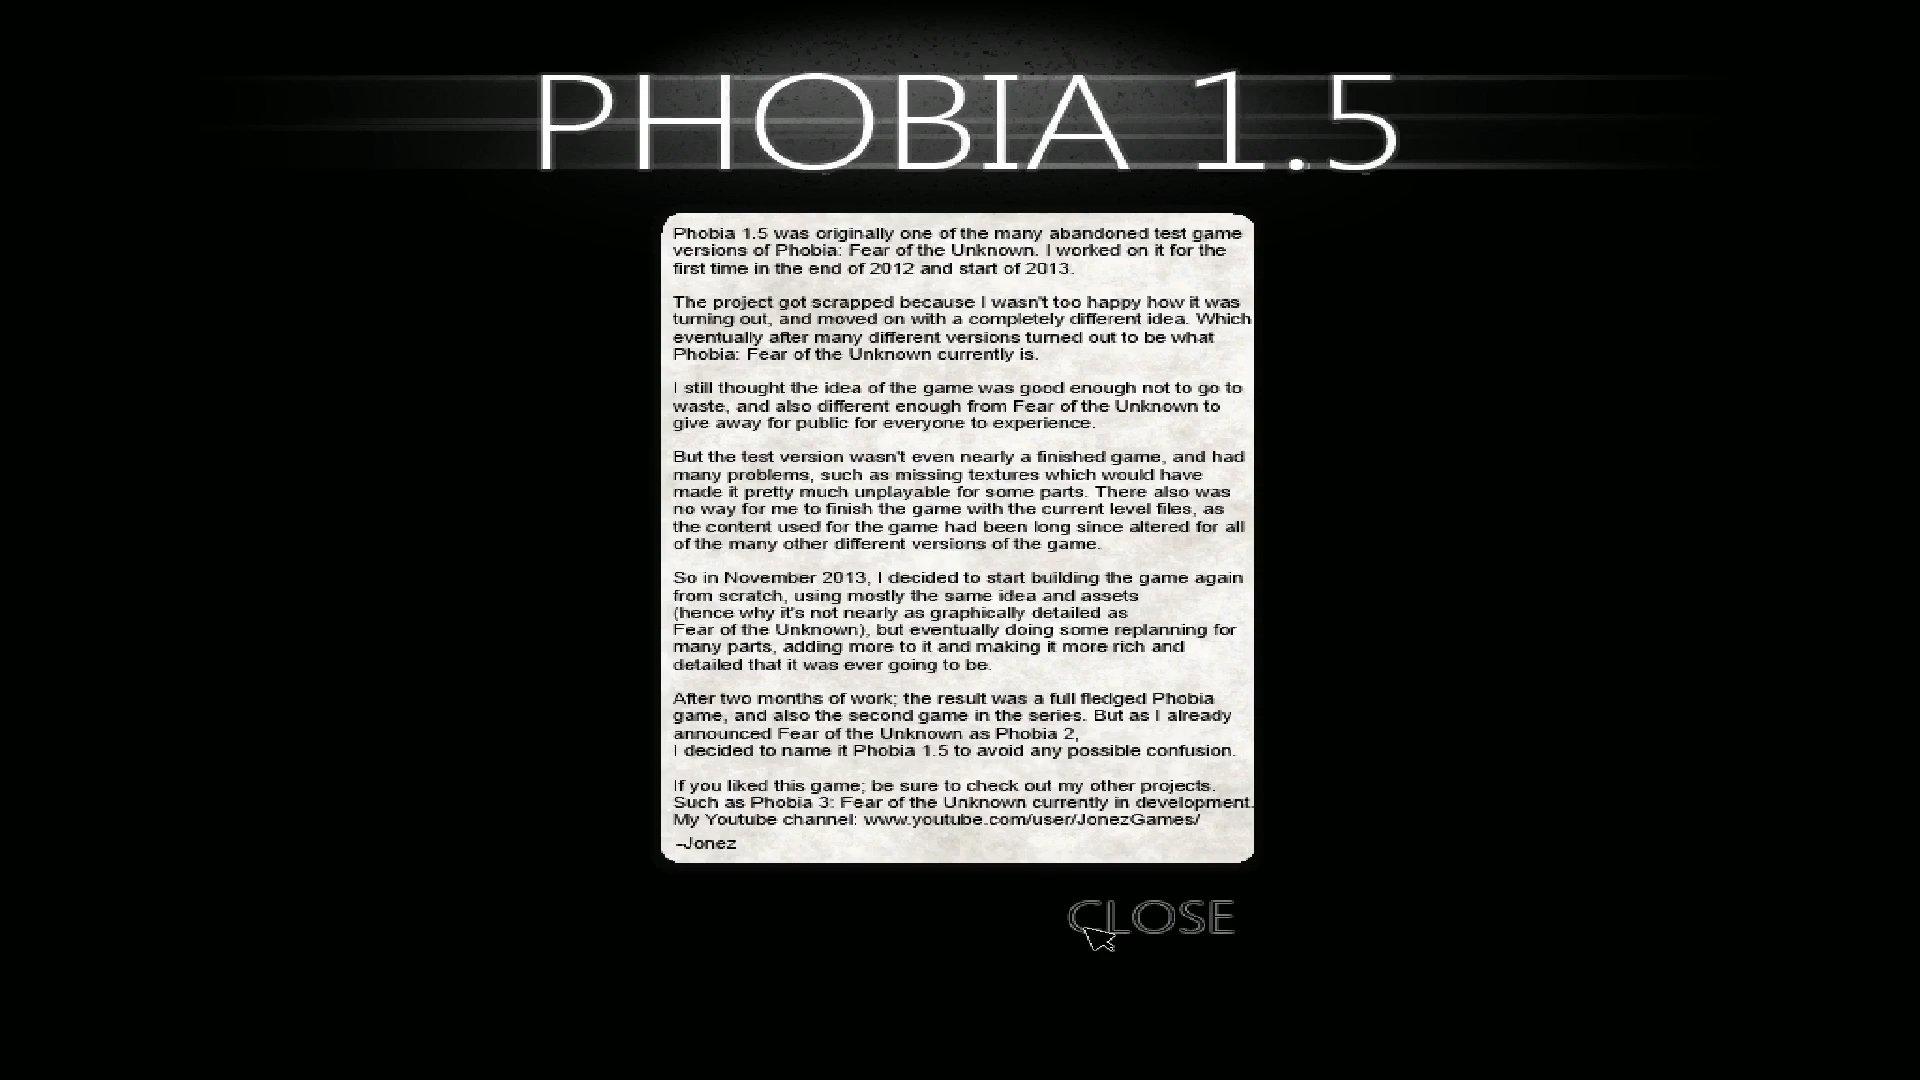 PHOBIA 1.5
Phobia 1.5 was originally one of the many abandoned test game
versions of Phobia: Fear of the Unknown. I worked on it for the
first time in the end of 2012 and start of 2013.
The project got scrapped because I wasn't too happy how it was
turning out, and moved on with a completely different idea. Which
eventually after many different versions turned out to be what
Phobia: Fear of the Unknown currently is.
I still thought the idea of the game was good enough not to go to
waste, and also different enough from Fear of the Unknown to
give away for public for everyone to experience.
But the test version wasn't even nearly a finished game, and had
many problems, such as missing textures which would have
made it pretty much unplayable for some parts. There also was
no way for me to finish the game with the current level files, as
the content used for the game had been long since altered for all
of the many other different versions of the game.
So in November 2013, I decided to start building the game again
from scratch, using mostly the same idea and assets
(hence why it's not nearly as graphically detailed as
Fear of the Unknown), but eventually doing some replanning for
many parts, adding more to it and making it more rich and
detailed that it was ever going to be.
After two months of work; the result was a full fledged Phobia
game, and also the second game in the series. But as I already
announced Fear of the Unknown as Phobia 2,
I decided to name it Phobia 1.5 to avoid any possible confusion.
If you liked this game; be sure to check out my other projects.
Such as Phobia 3: Fear of the Unknown currently in development.
My Youtube channel: www.youtube.com/user/JonezGames/
-Jonez
CLOSE